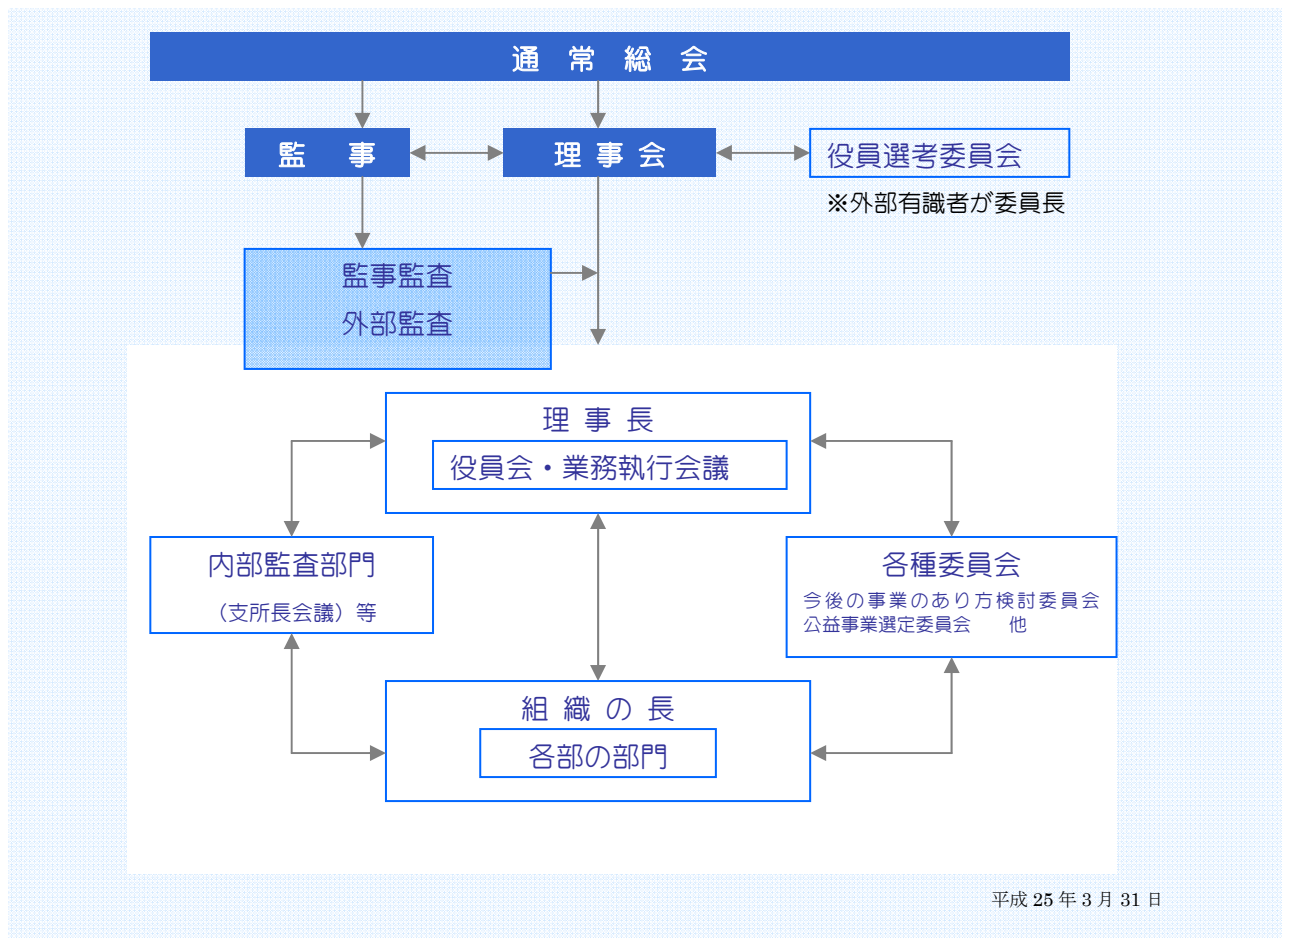 通常総会
監事
理事会
役員選考委員会
※外部有識者が委員長
監事監査
外部監査
理事長
役員会・業務執行会議
内部監査部門
（支所長会議）等
各種委員会
今後の事業のあり方検討委員会
公益事業選定委員会　　他
組織の長
各部の部門
平成 25 年 3 月 31 日